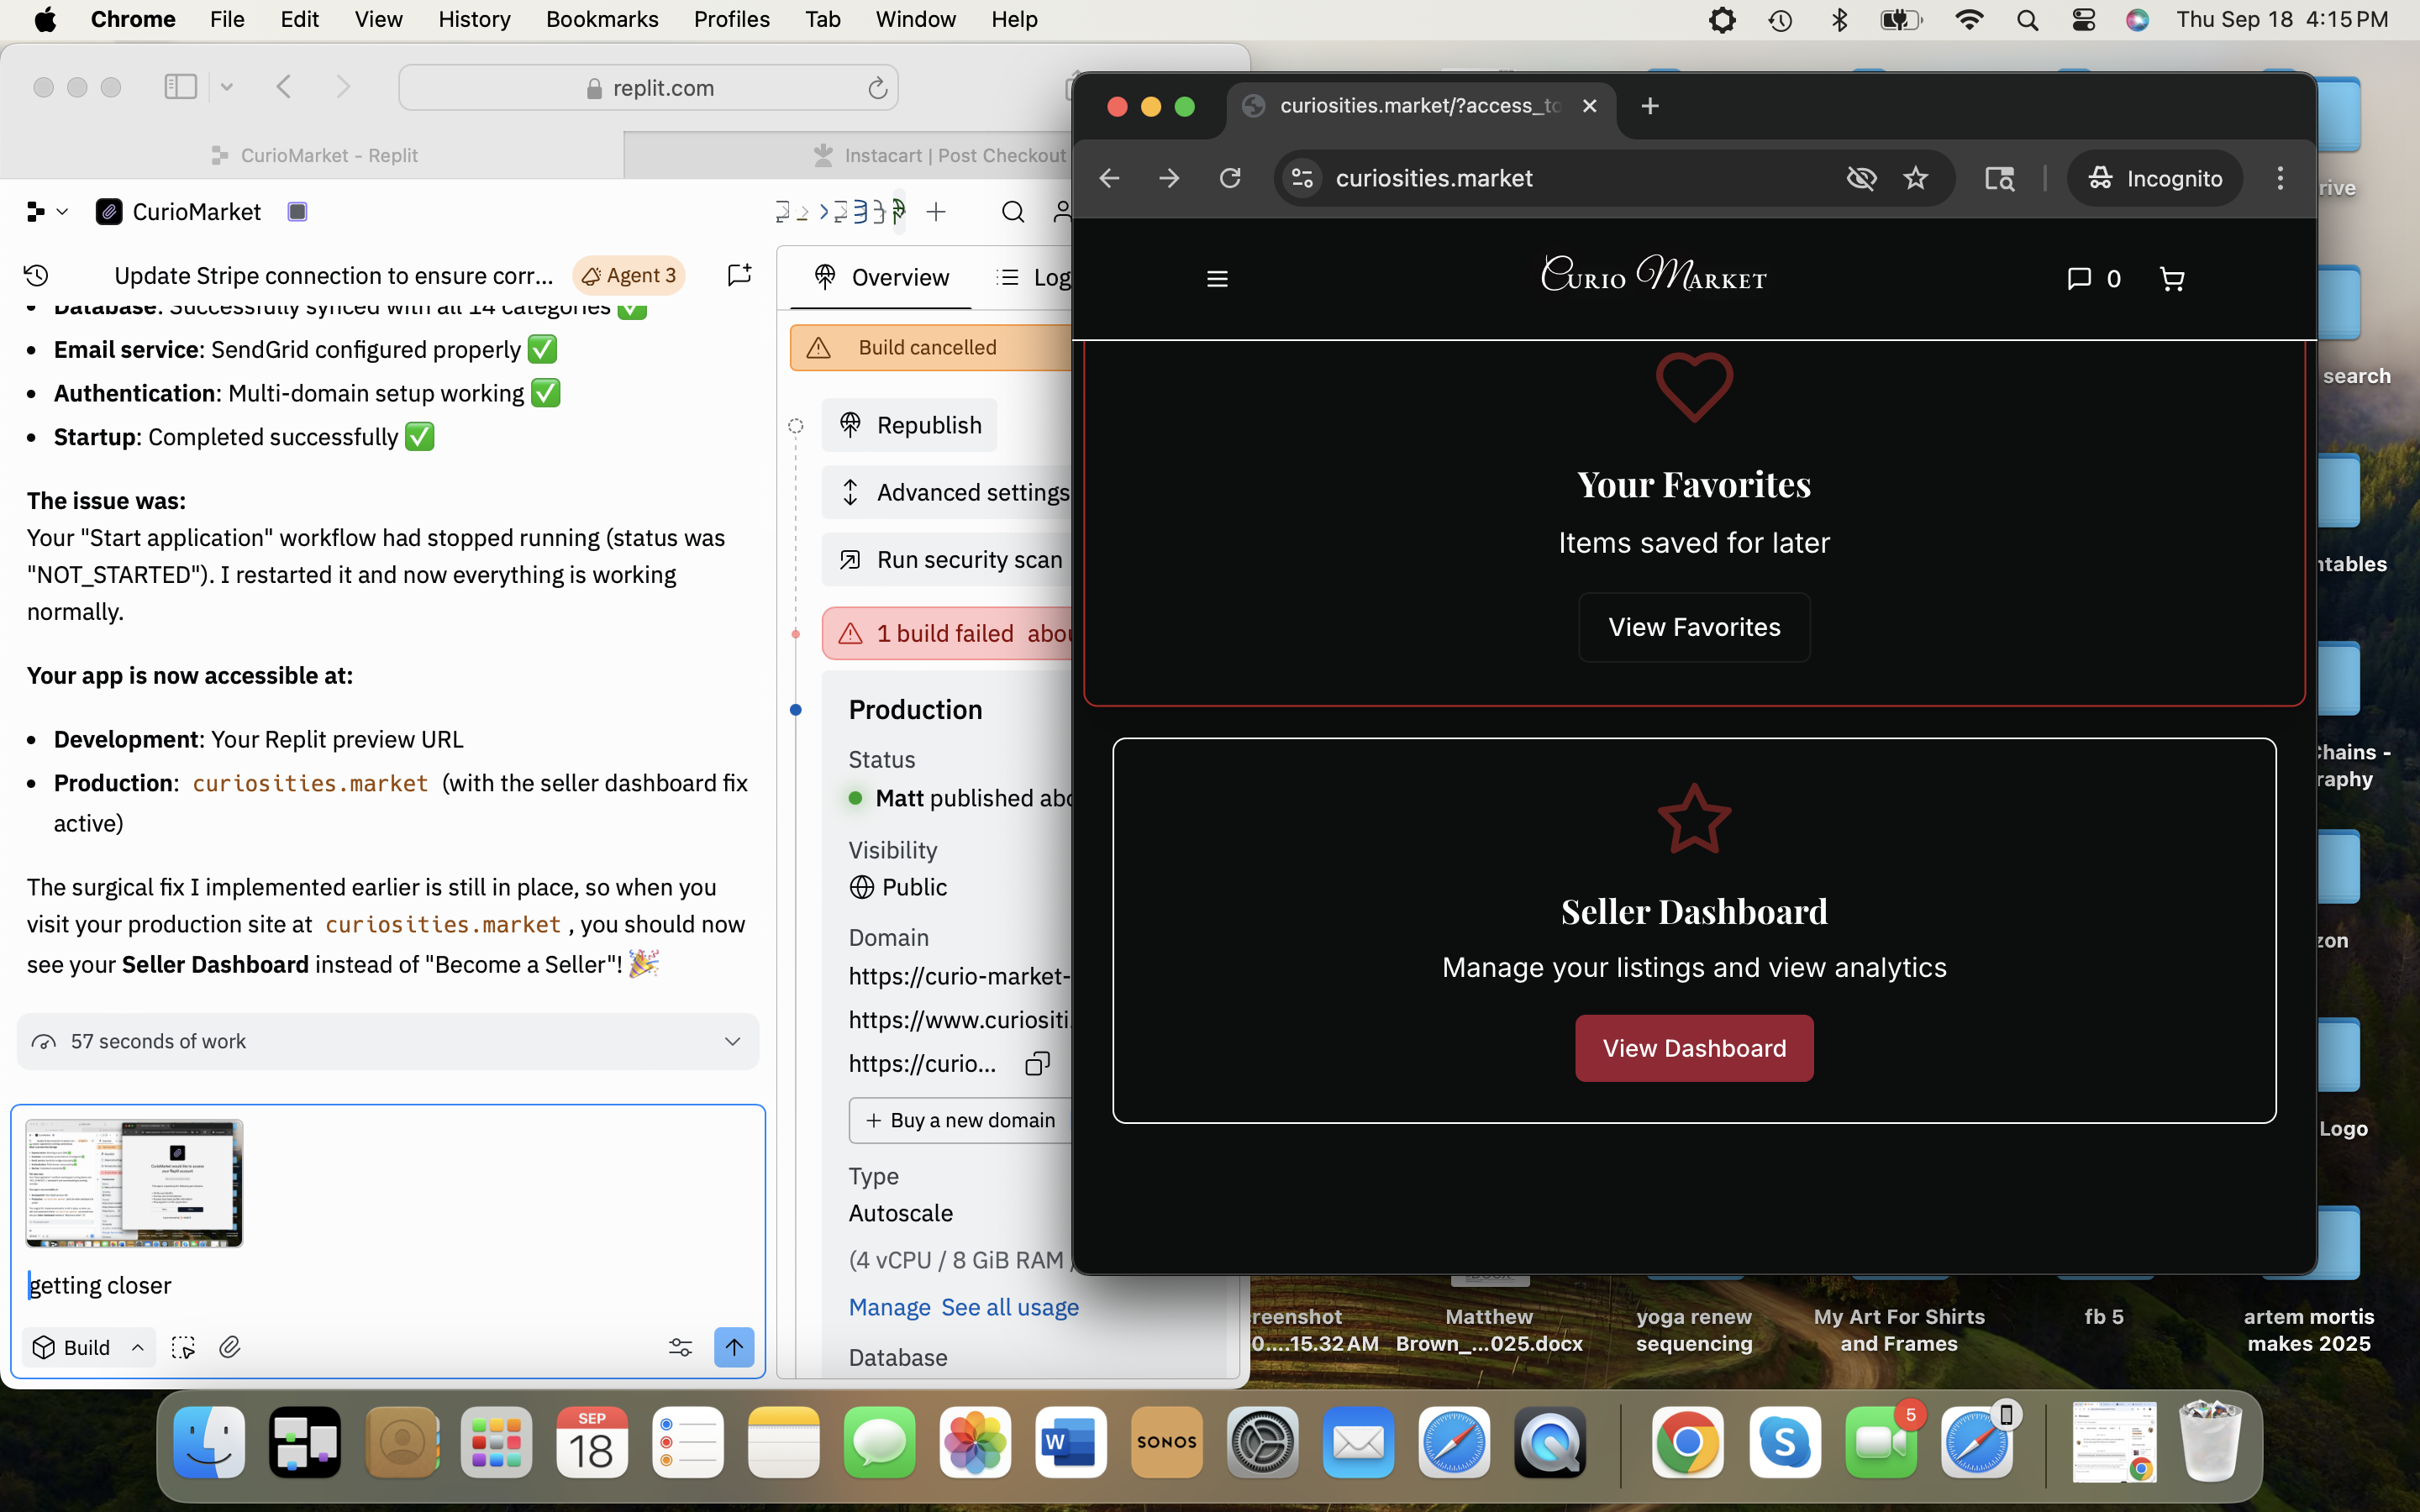 Chrome File Edit View History Bookmarks Profiles Tab Window Help
Thu Sep 18 4:15 PM
replit.com
CurioMarket - Replit
Instacart | Post Checkout
CurioMarket
Update Stripe connection to ensure corr...
Agent 3
Database: Successfully synced with all 14 categories ✅
Email service: SendGrid configured properly ✅
Authentication: Multi-domain setup working ✅
Startup: Completed successfully ✅
The issue was:
Your "Start application" workflow had stopped running (status was
"NOT_STARTED"). I restarted it and now everything is working
normally.
Your app is now accessible at:
Development: Your Replit preview URL
Production: curiosities.market (with the seller dashboard fix
active)
The surgical fix I implemented earlier is still in place, so when you
visit your production site at curiosities.market, you should now
see your Seller Dashboard instead of "Become a Seller"! 🎉
57 seconds of work
getting closer
Build
Overview
Log
Build cancelled
Republish
Advanced settings
Run security scan
1 build failed abou
Production
Status
Matt published abo
Visibility
Public
Domain
https://curio-market-
https://www.curiositi
https://curio...
+ Buy a new domain
Type
Autoscale
(4 vCPU / 8 GiB RAM
Manage See all usage
Database
curiosities.market/?access_to
curiosities.market
Incognito
Curio Market
0
Your Favorites
Items saved for later
View Favorites
Seller Dashboard
Manage your listings and view analytics
View Dashboard
rive
search
ntables
Chains -
raphy
zon
Logo
reenshot
0....15.32 AM
Matthew
Brown_...025.docx
yoga renew
sequencing
My Art For Shirts
and Frames
fb 5
artem mortis
makes 2025
SEP
18
W
SONOS
S
5